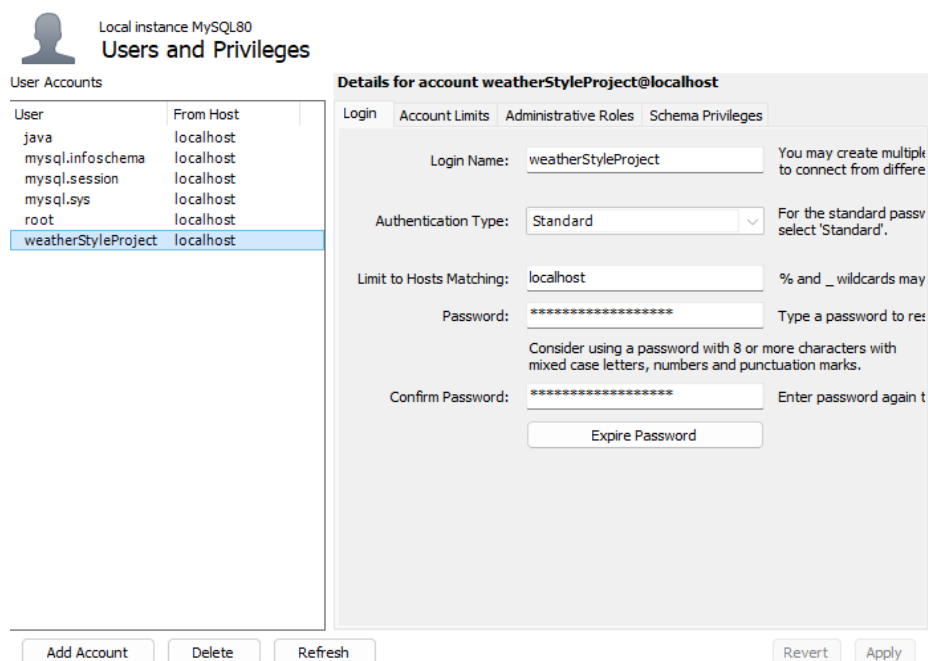 Local instance MySQL80
Users and Privileges
User Accounts
User From Host
java localhost
mysql.infoschema localhost
mysql.session localhost
mysql.sys localhost
root localhost
weatherStyleProject localhost
Add Account Delete Refresh
Details for account weatherStyleProject@localhost
Login Account Limits Administrative Roles Schema Privileges
Login Name: weatherStyleProject You may create multiple
to connect from differe
Authentication Type: Standard For the standard passw
select 'Standard'.
Limit to Hosts Matching: localhost % and _ wildcards may
Password: ****************** Type a password to res
Consider using a password with 8 or more characters with
mixed case letters, numbers and punctuation marks.
Confirm Password: ****************** Enter password again t
Expire Password
Revert Apply